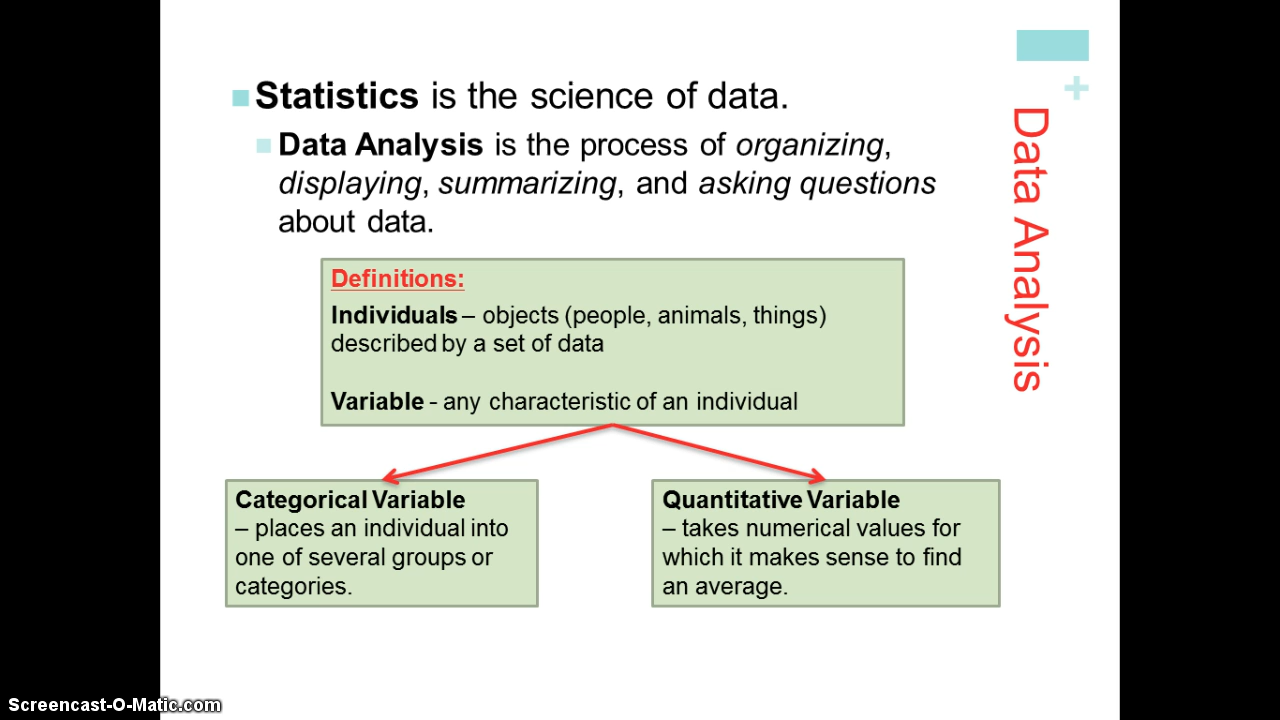 Statistics is the science of data.
Data Analysis is the process of organizing,
displaying, summarizing, and asking questions
about data.
+
Data Analysis
Definitions:
Individuals – objects (people, animals, things)
described by a set of data
Variable - any characteristic of an individual
Categorical Variable
– places an individual into
one of several groups or
categories.
Quantitative Variable
– takes numerical values for
which it makes sense to find
an average.
Screencast-O-Matic.com